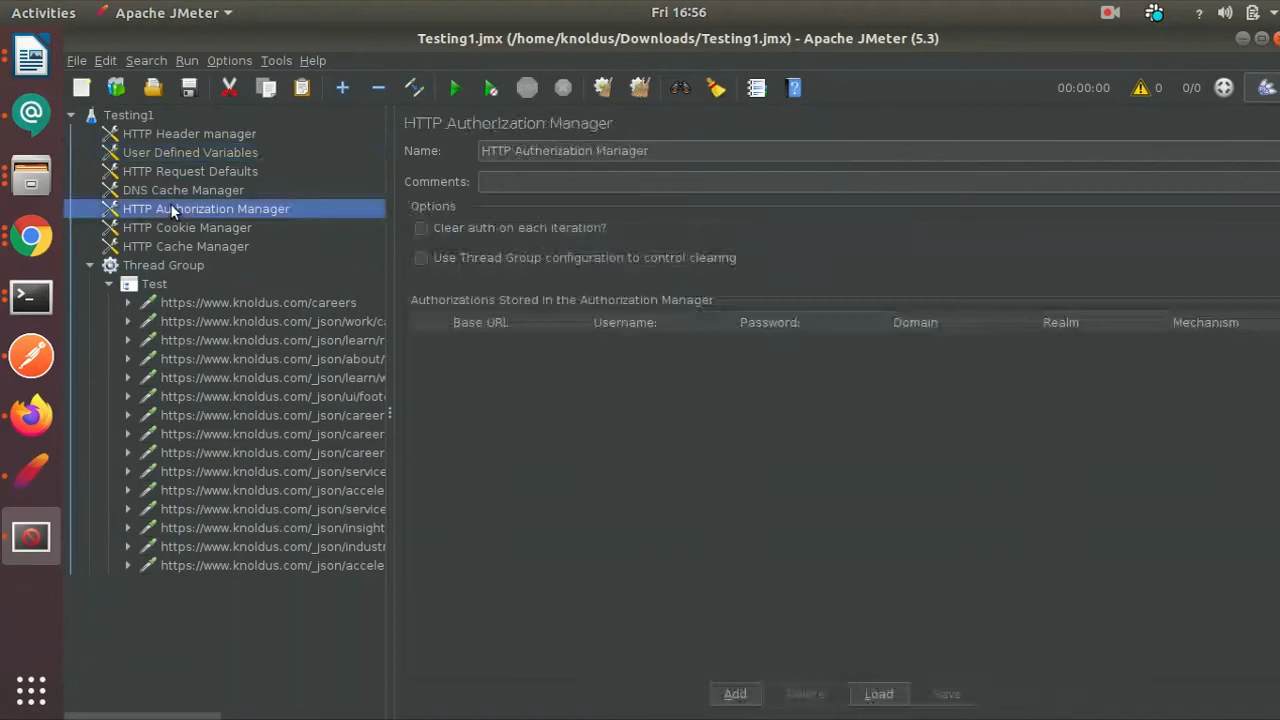 Activities
Apache JMeter
Fri 16:56
Testing1.jmx (/home/knoldus/Downloads/Testing1.jmx) - Apache JMeter (5.3)
File Edit Search Run Options Tools Help
00:00:00
0
0/0
Testing1
HTTP Header manager
User Defined Variables
HTTP Request Defaults
DNS Cache Manager
HTTP Authorization Manager
HTTP Cookie Manager
HTTP Cache Manager
Thread Group
Test
https://www.knoldus.com/careers
https://www.knoldus.com/_json/work/ca
https://www.knoldus.com/_json/learn/r
https://www.knoldus.com/_json/about/
https://www.knoldus.com/_json/learn/w
https://www.knoldus.com/_json/ui/foot
https://www.knoldus.com/_json/career
https://www.knoldus.com/_json/career
https://www.knoldus.com/_json/career
https://www.knoldus.com/_json/service
https://www.knoldus.com/_json/accele
https://www.knoldus.com/_json/service
https://www.knoldus.com/_json/insight
https://www.knoldus.com/_json/industr
https://www.knoldus.com/_json/accele
HTTP Authorization Manager
Name: HTTP Authorization Manager
Comments:
Options
Clear auth on each iteration?
Use Thread Group configuration to control clearing
Authorizations Stored in the Authorization Manager
Base URL Username: Password: Domain Realm Mechanism
Add Delete Load Save